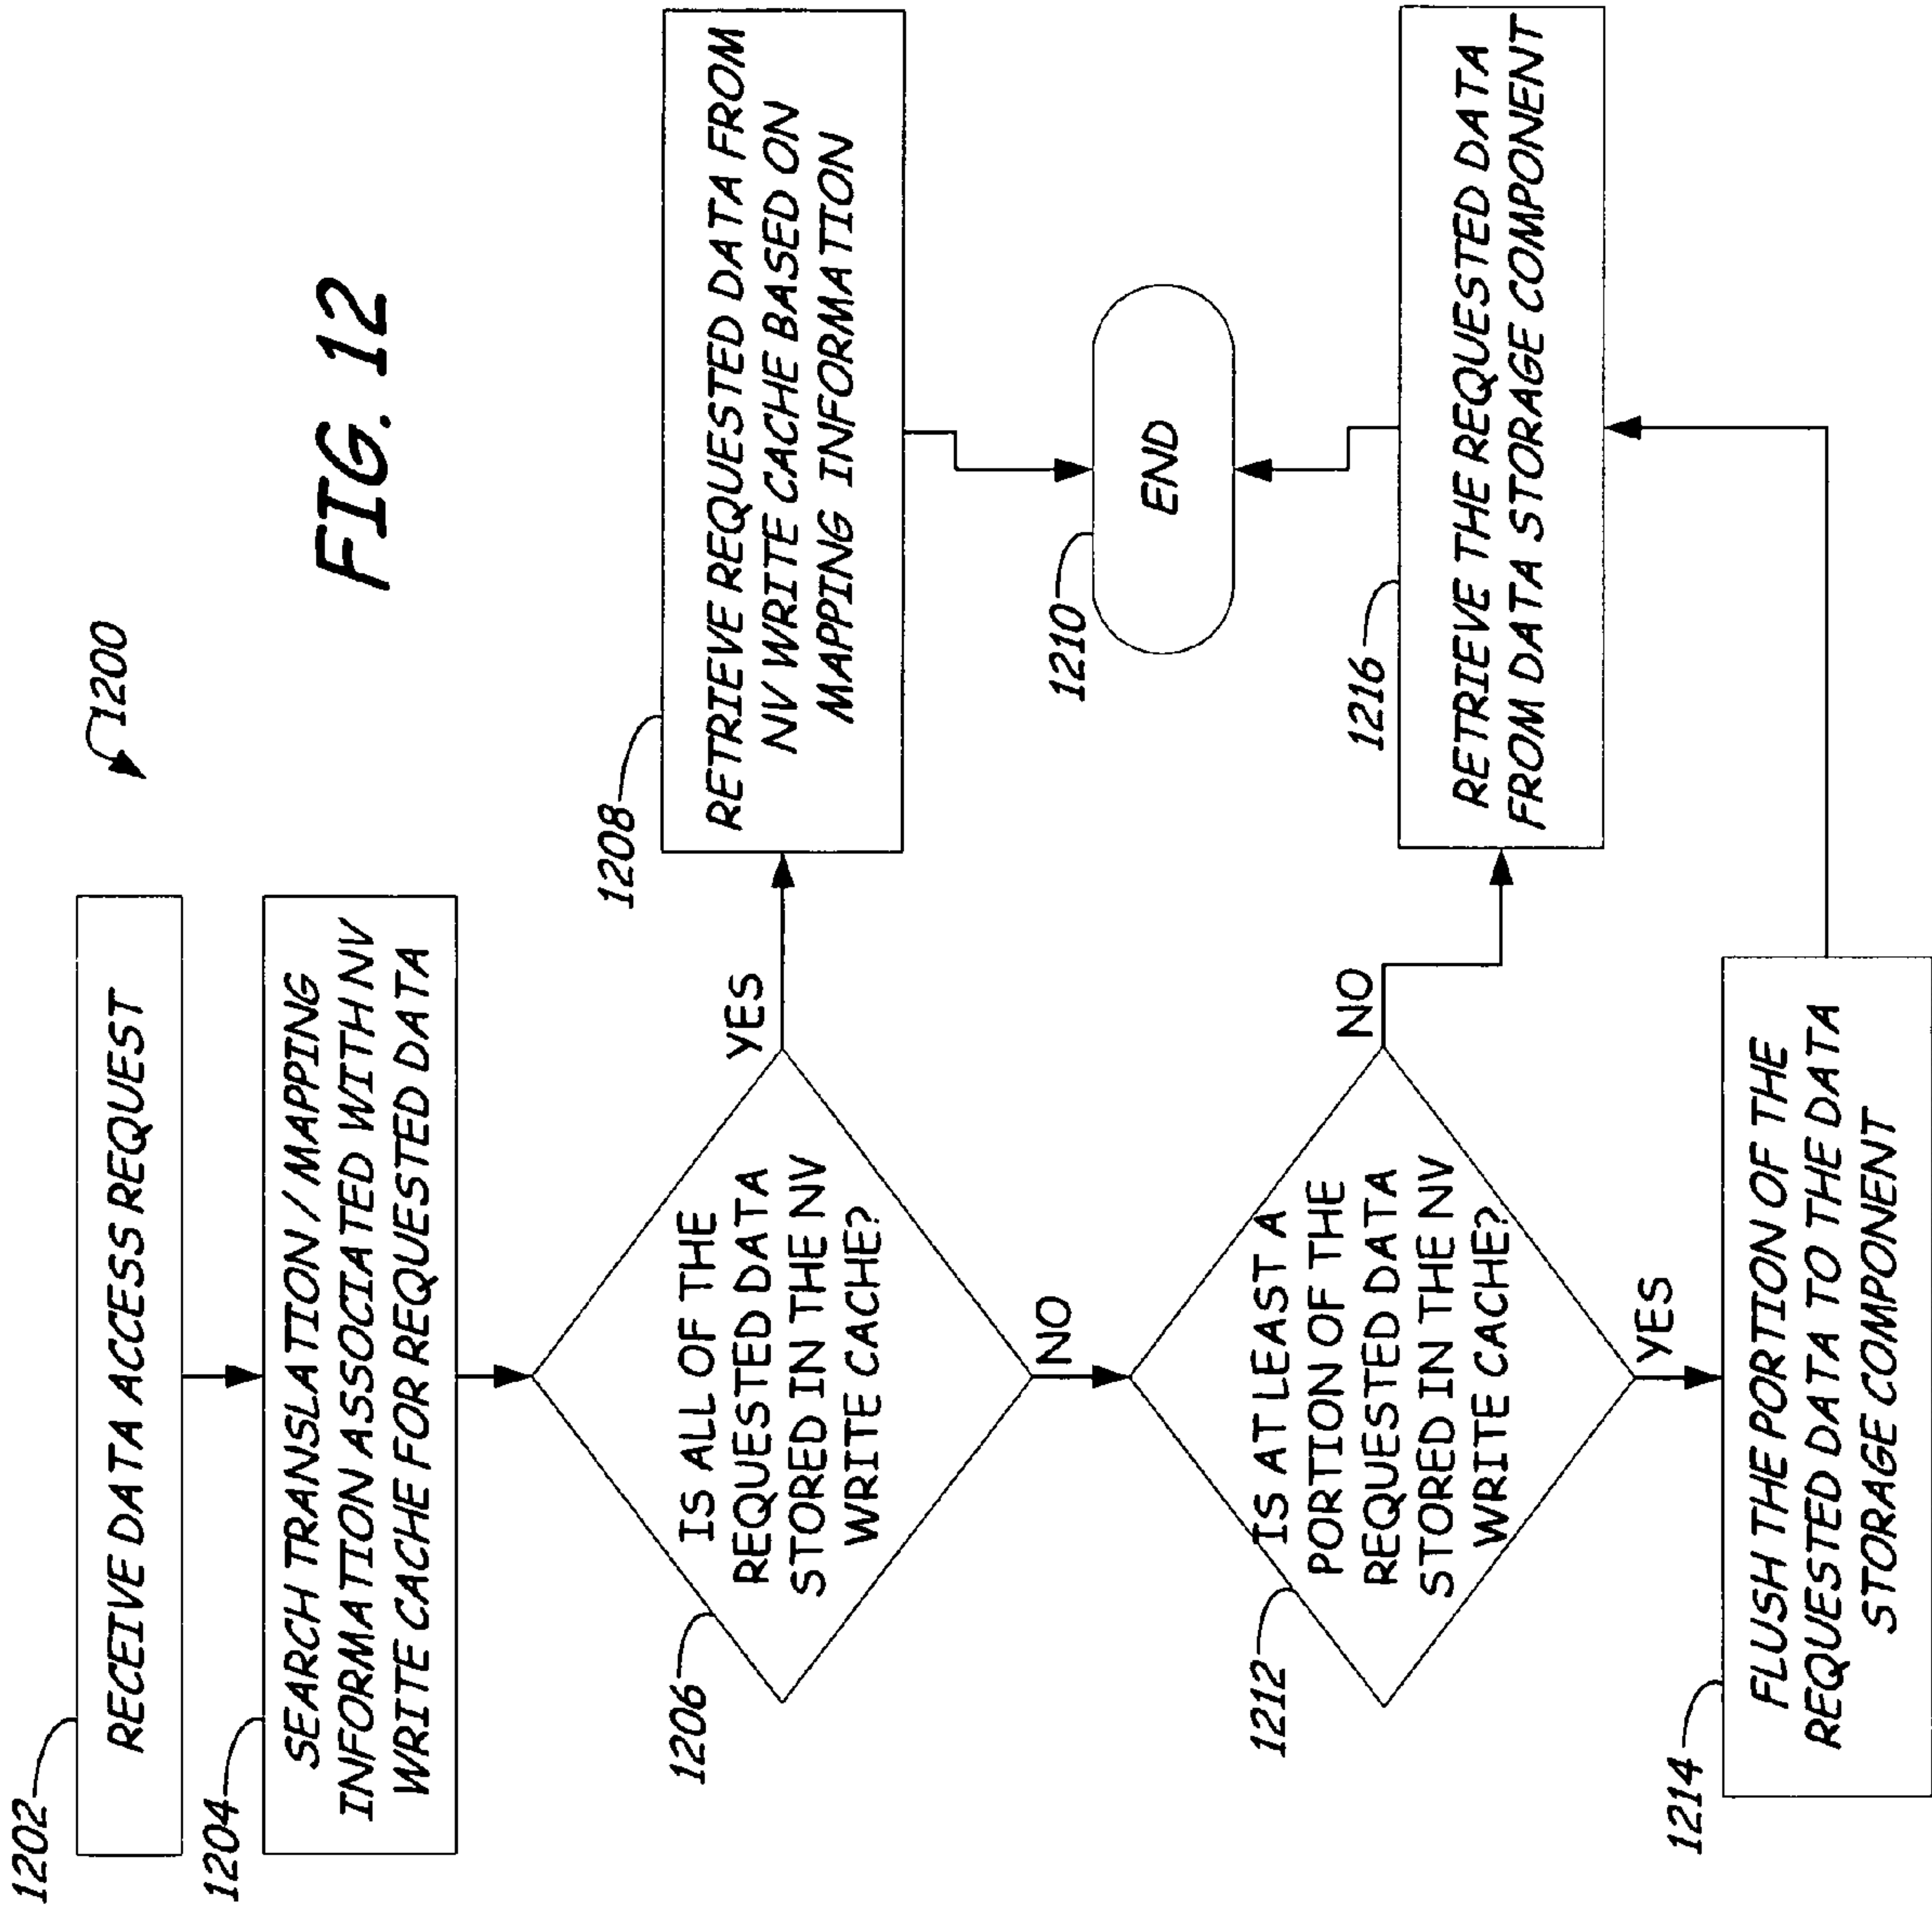 1200
FIG. 12
1202
RECEIVE DATA ACCESS REQUEST
1204
SEARCH TRANSLATION / MAPPING
INFORMATION ASSOCIATED WITH NV
WRITE CACHE FOR REQUESTED DATA
1206
IS ALL OF THE
REQUESTED DATA
STORED IN THE NV
WRITE CACHE?
YES
NO
1208
RETRIEVE REQUESTED DATA FROM
NV WRITE CACHE BASED ON
MAPPING INFORMATION
1210
END
1212
IS AT LEAST A
PORTION OF THE
REQUESTED DATA
STORED IN THE NV
WRITE CACHE?
NO
YES
1216
RETRIEVE THE REQUESTED DATA
FROM DATA STORAGE COMPONENT
1214
FLUSH THE PORTION OF THE
REQUESTED DATA TO THE DATA
STORAGE COMPONENT